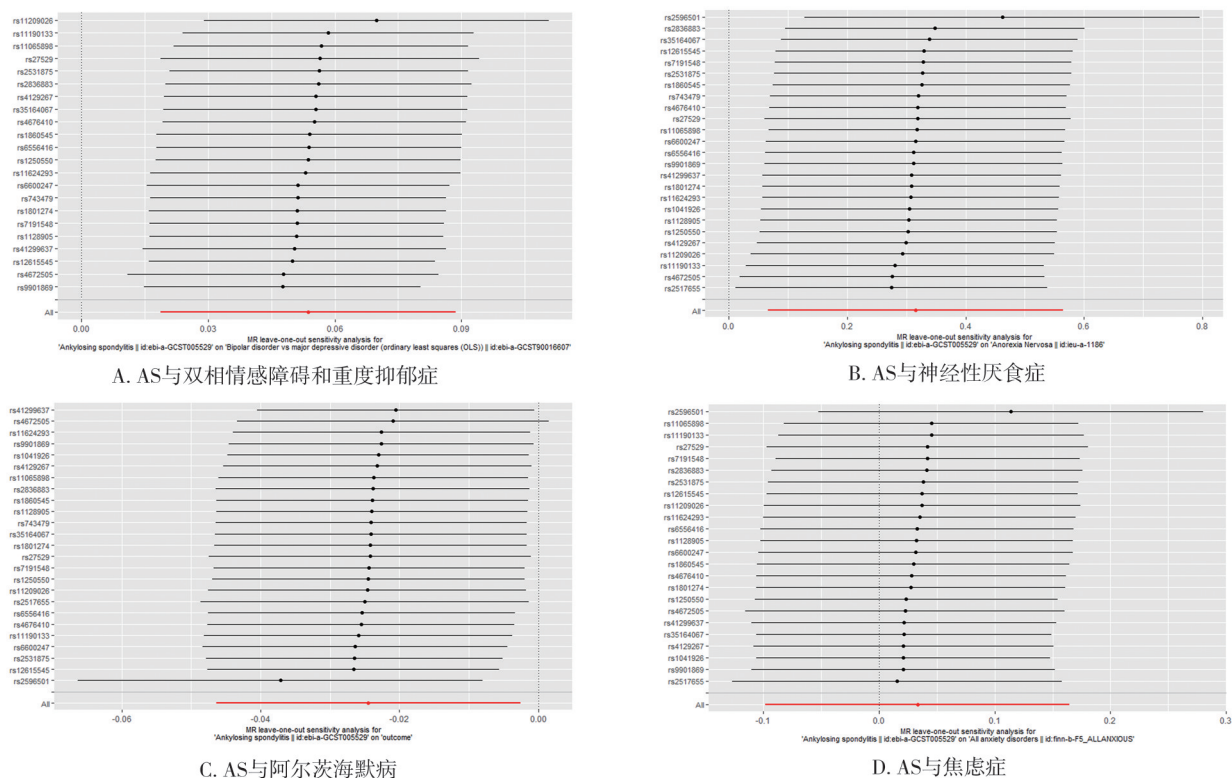 rs11209026
rs11190133
rs11065898
rs27529
rs2531875
rs2836883
rs4129267
rs35164067
rs4676410
rs1860545
rs6556416
rs1250550
rs11624293
rs6600247
rs743479
rs1801274
rs7191548
rs1128905
rs41299637
rs12615545
rs4672505
rs9901869
All
0.00 0.03 0.06 0.09
MR leave-one-out sensitivity analysis for
'Ankylosing spondylitis || id:ebi-a-GCST005529' on 'Bipolar disorder vs major depressive disorder (ordinary least squares (OLS)) || id:ebi-a-GCST90016607'
A. AS与双相情感障碍和重度抑郁症
rs2596501
rs2836883
rs35164067
rs12615545
rs7191548
rs2531875
rs1860545
rs743479
rs4676410
rs27529
rs11065898
rs6600247
rs6556416
rs9901869
rs41299637
rs1801274
rs11624293
rs1041926
rs1128905
rs1250550
rs4129267
rs11209026
rs11190133
rs4672505
rs2517655
All
0.0 0.2 0.4 0.6 0.8
MR leave-one-out sensitivity analysis for
'Ankylosing spondylitis || id:ebi-a-GCST005529' on 'Anorexia Nervosa || id:ieu-a-1186'
B. AS与神经性厌食症
rs41299637
rs4672505
rs11624293
rs9901869
rs1041926
rs4129267
rs11065898
rs2836883
rs1860545
rs1128905
rs743479
rs35164067
rs1801274
rs27529
rs7191548
rs1250550
rs11209026
rs2517655
rs6556416
rs4676410
rs11190133
rs6600247
rs2531875
rs12615545
rs2596501
All
-0.06 -0.04 -0.02 0.00
MR leave-one-out sensitivity analysis for
'Ankylosing spondylitis || id:ebi-a-GCST005529' on 'outcome'
C. AS与阿尔茨海默病
rs2596501
rs11065898
rs11190133
rs27529
rs7191548
rs2836883
rs2531875
rs12615545
rs11209026
rs11624293
rs6556416
rs1128905
rs6600247
rs1860545
rs4676410
rs1801274
rs1250550
rs4672505
rs41299637
rs35164067
rs4129267
rs1041926
rs9901869
rs2517655
All
-0.1 0.0 0.1 0.2 0.3
MR leave-one-out sensitivity analysis for
'Ankylosing spondylitis || id:ebi-a-GCST005529' on 'All anxiety disorders || id:finn-b-F5_ALLANXIOUS'
D. AS与焦虑症